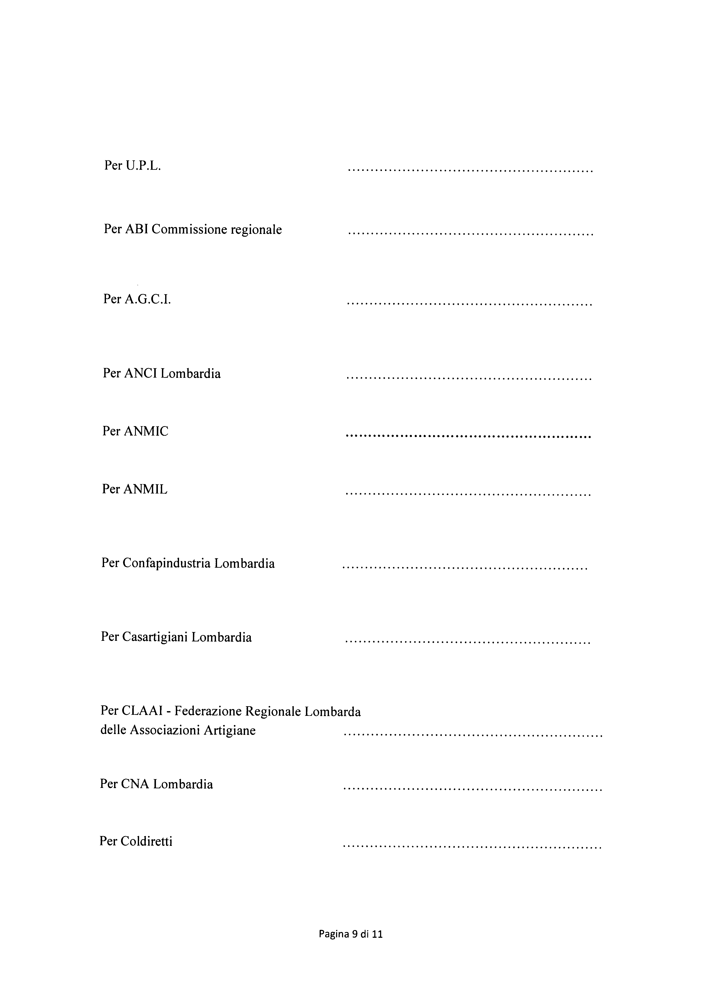 Per U.P.L. ......................................................
Per ABI Commissione regionale ......................................................
Per A.G.C.I. ......................................................
Per ANCI Lombardia ......................................................
Per ANMIC ......................................................
Per ANMIL ......................................................
Per Confapindustria Lombardia ......................................................
Per Casartigiani Lombardia ......................................................
Per CLAAI - Federazione Regionale Lombarda
delle Associazioni Artigiane .........................................................
Per CNA Lombardia .........................................................
Per Coldiretti .........................................................
Pagina 9 di 11